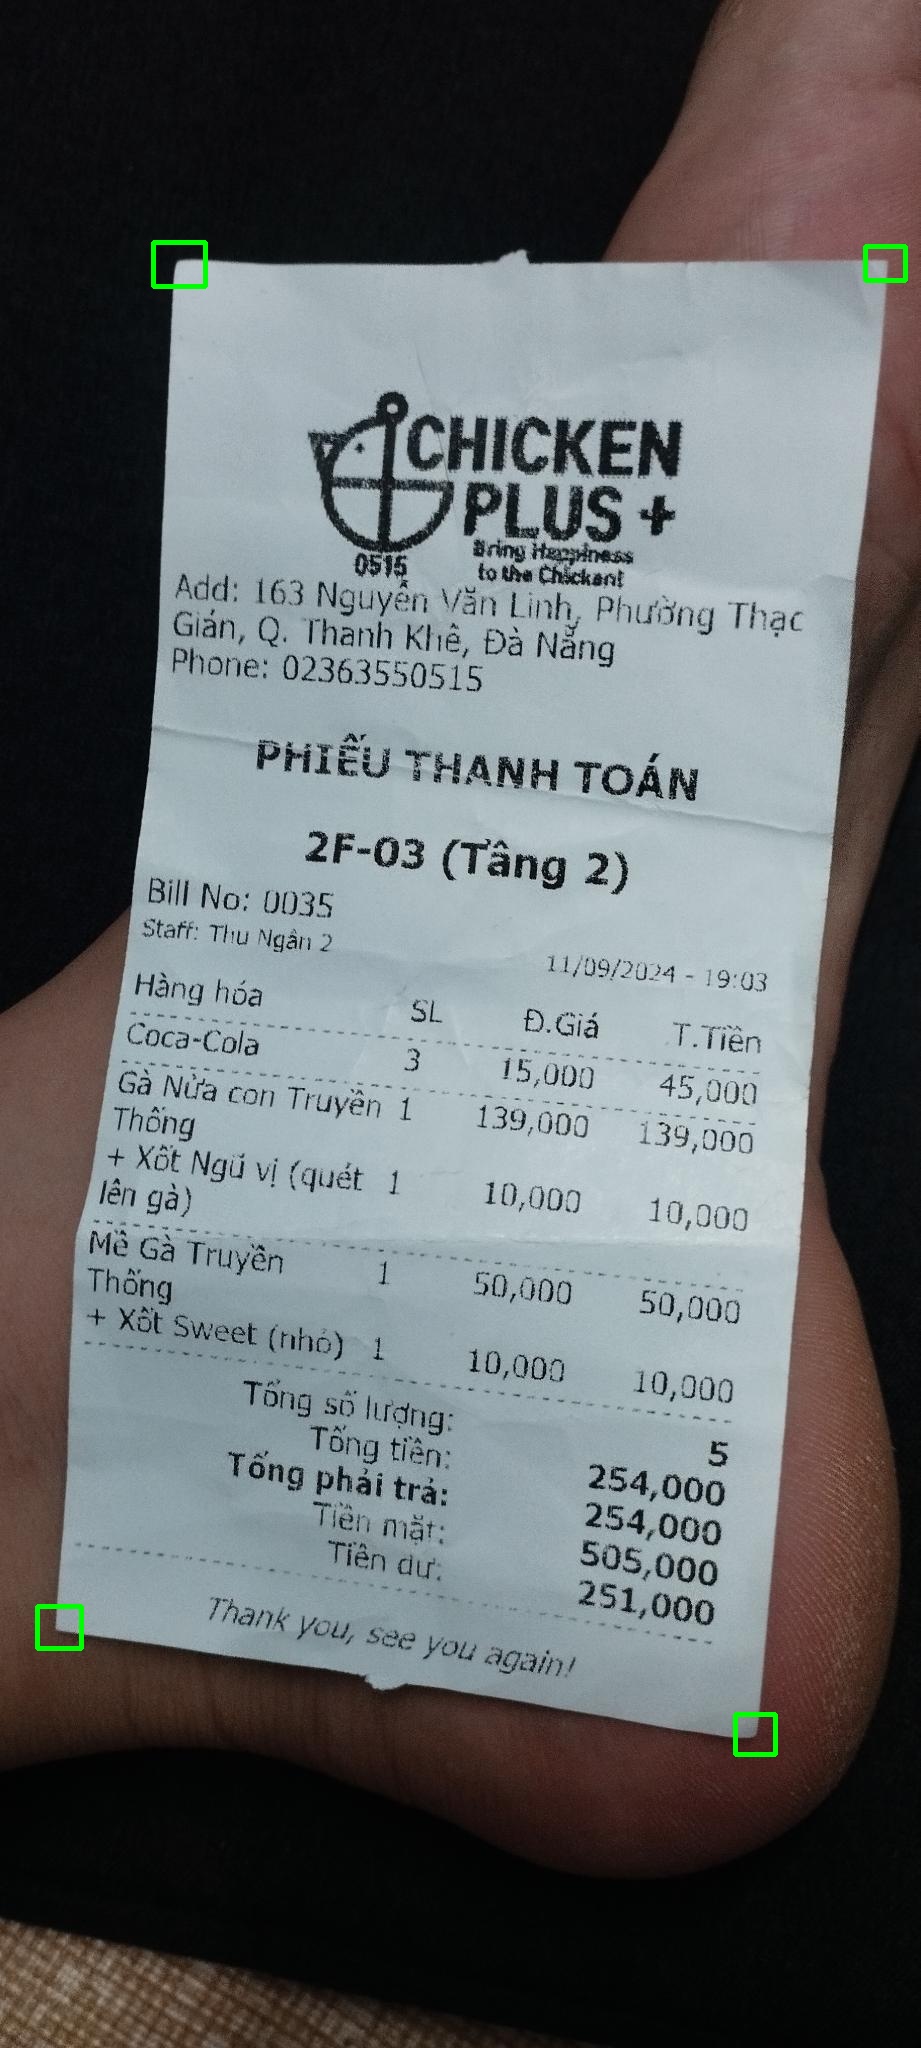 CHICKEN
PLUS +
Bring Happiness
to the Chicken!
0515
Add: 163 Nguyễn Văn Linh, Phường Thạc
Gián, Q. Thanh Khê, Đà Nẵng
Phone: 02363550515
PHIẾU THANH TOÁN
2F-03 (Tầng 2)
Bill No: 0035
Staff: Thu Ngân 2
11/09/2024 - 19:03
Hàng hóa SL Đ.Giá T.Tiền
Coca-Cola 3 15,000 45,000
Gà Nửa con Truyền 1 139,000 139,000
Thống
+ Xốt Ngũ vị (quét 1 10,000 10,000
lên gà)
Mề Gà Truyền 1 50,000 50,000
Thống
+ Xốt Sweet (nhỏ) 1 10,000 10,000
Tổng số lượng: 5
Tổng tiền: 254,000
Tổng phải trả: 254,000
Tiền mặt: 505,000
Tiền dư: 251,000
Thank you, see you again!